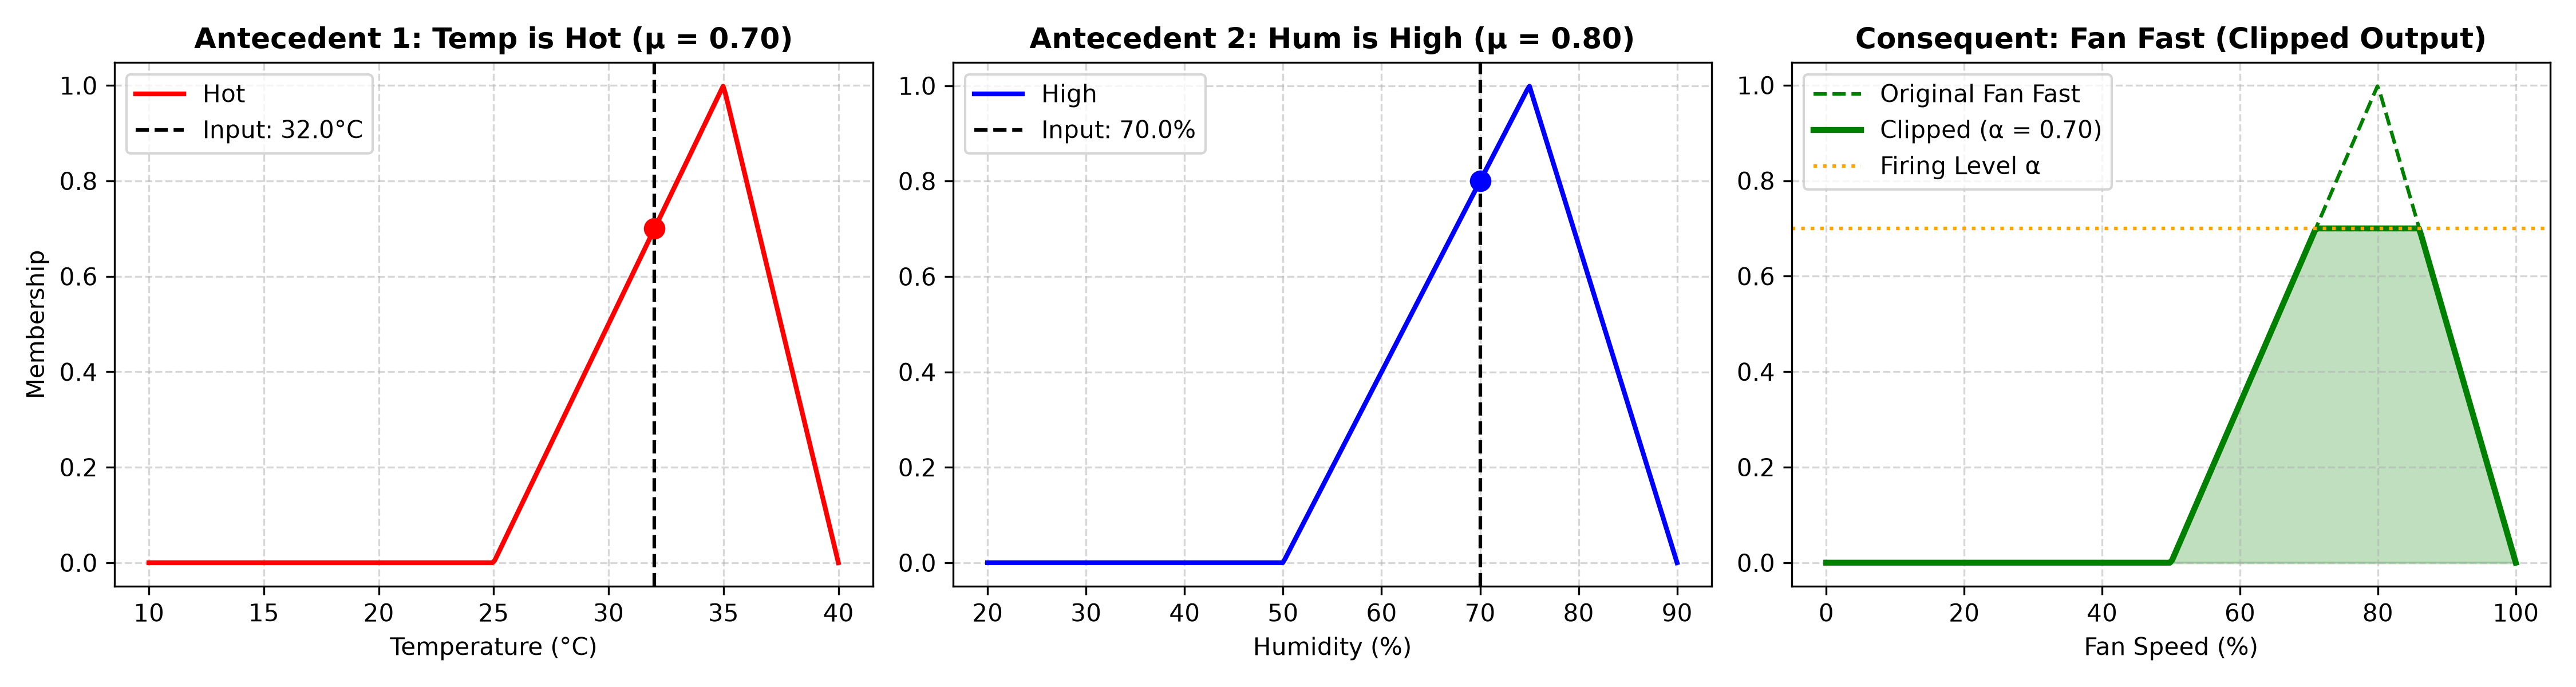 Antecedent 1: Temp is Hot (μ = 0.70)
Hot
Input: 32.0°C
Membership
1.0
0.8
0.6
0.4
0.2
0.0
10 15 20 25 30 35 40
Temperature (°C)
Antecedent 2: Hum is High (μ = 0.80)
High
Input: 70.0%
1.0
0.8
0.6
0.4
0.2
0.0
20 30 40 50 60 70 80 90
Humidity (%)
Consequent: Fan Fast (Clipped Output)
Original Fan Fast
Clipped (α = 0.70)
Firing Level α
1.0
0.8
0.6
0.4
0.2
0.0
0 20 40 60 80 100
Fan Speed (%)